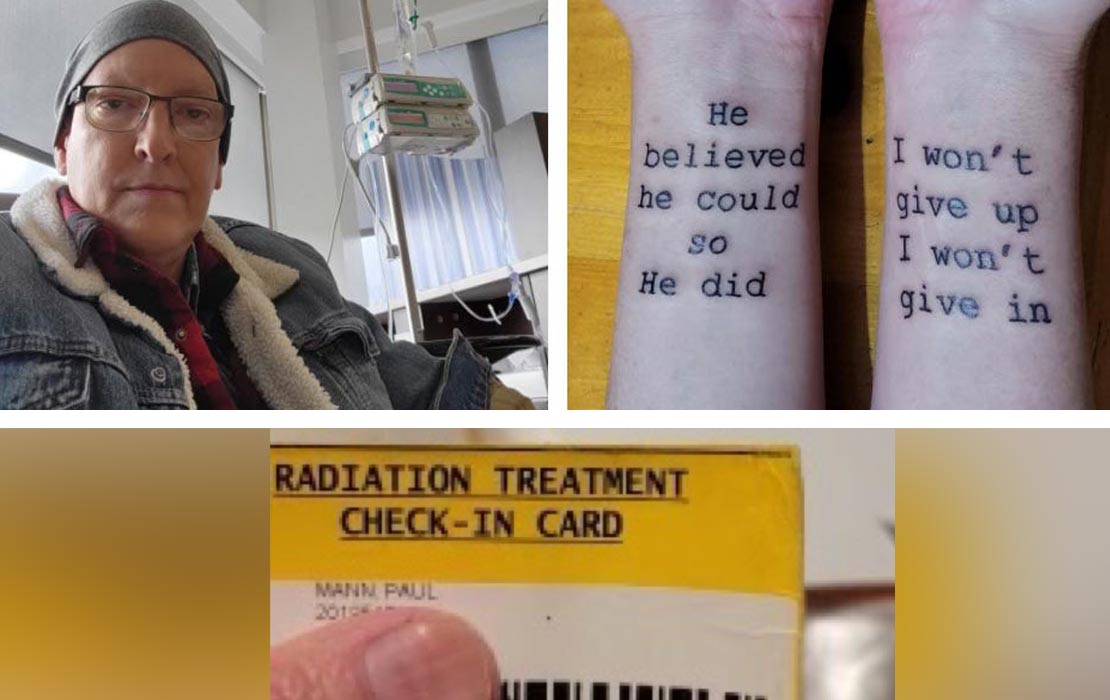 He
believed
he could
so
He did
I won't
give up
I won't
give in
RADIATION TREATMENT
CHECK-IN CARD
MANN, PAUL